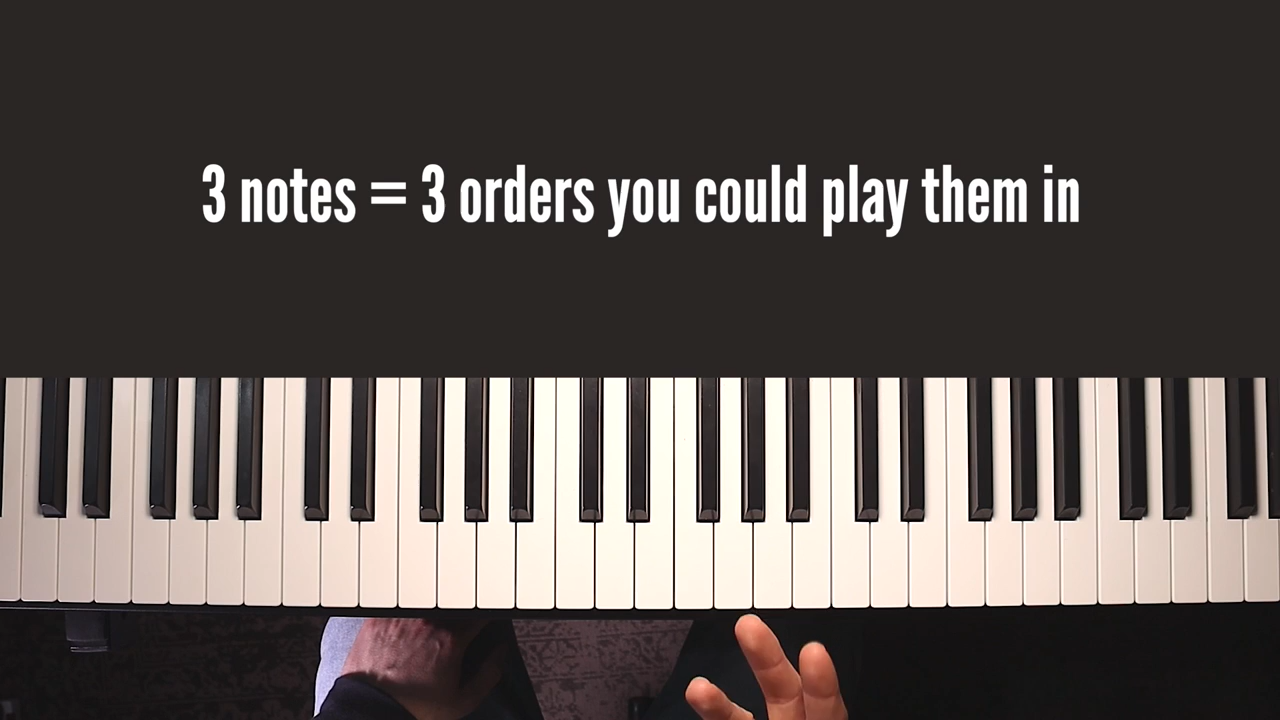 3 notes = 3 orders you could play them in